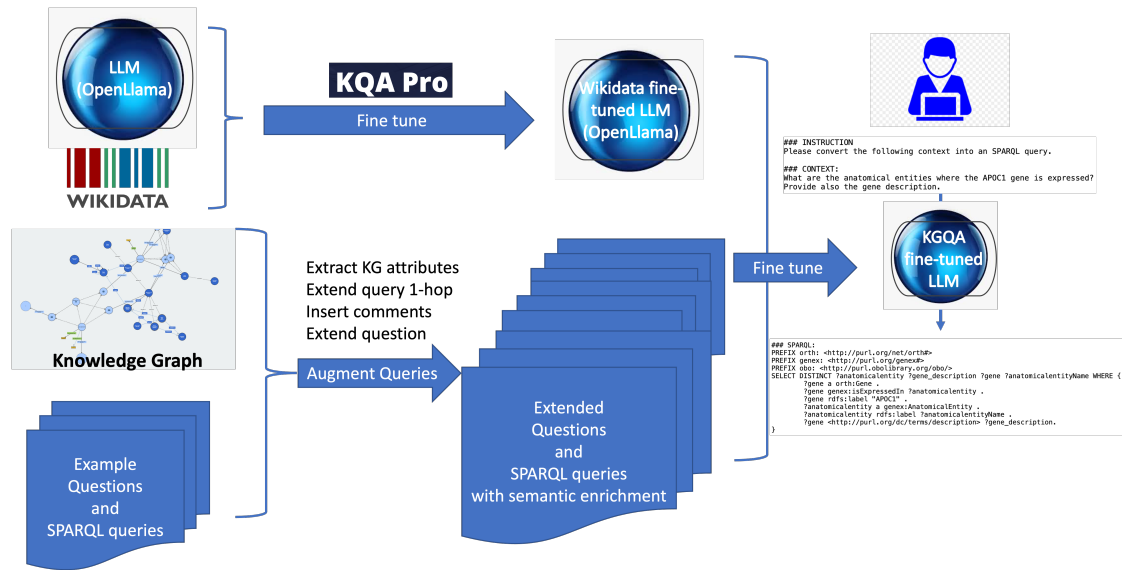 LLM
(OpenLlama)
WIKIDATA
KQA Pro
Fine tune
Wikidata fine-
tuned LLM
(OpenLlama)
### INSTRUCTION
Please convert the following context into an SPARQL query.
### CONTEXT:
What are the anatomical entities where the APOC1 gene is expressed?
Provide also the gene description.
KGQA
fine-tuned
LLM
Fine tune
Knowledge Graph
Extract KG attributes
Extend query 1-hop
Insert comments
Extend question
Augment Queries
Example
Questions
and
SPARQL queries
Extended
Questions
and
SPARQL queries
with semantic enrichment
### SPARQL:
PREFIX orth: <http://purl.org/net/orth#>
PREFIX genex: <http://purl.org/genex#>
PREFIX obo: <http://purl.obolibrary.org/obo/>
SELECT DISTINCT ?anatomicalentity ?gene_description ?gene ?anatomicalentityName WHERE {
?gene a orth:Gene .
?gene genex:isExpressedIn ?anatomicalentity .
?gene rdfs:label "APOC1" .
?anatomicalentity a genex:AnatomicalEntity .
?anatomicalentity rdfs:label ?anatomicalentityName .
?gene <http://purl.org/dc/terms/description> ?gene_description.
}